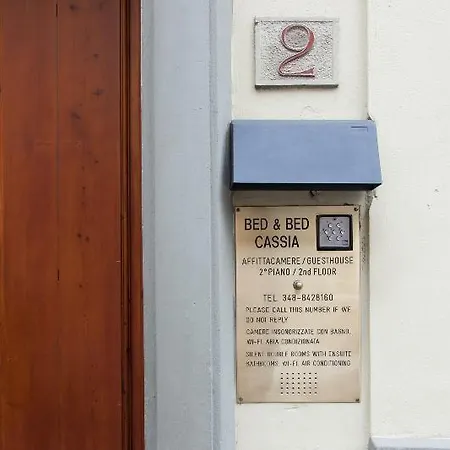 2
BED & BED
CASSIA
AFFITTACAMERE / GUESTHOUSE
2° PIANO / 2nd FLOOR
TEL. 348-8428160
PLEASE CALL THIS NUMBER IF WE
DO NOT REPLY
CAMERE INSONORIZZATE CON BAGNO,
WI-FI, ARIA CONDIZIONATA
SILENT DOUBLE ROOMS WITH ENSUITE
BATHROOMS, WI-FI, AIR CONDITIONING